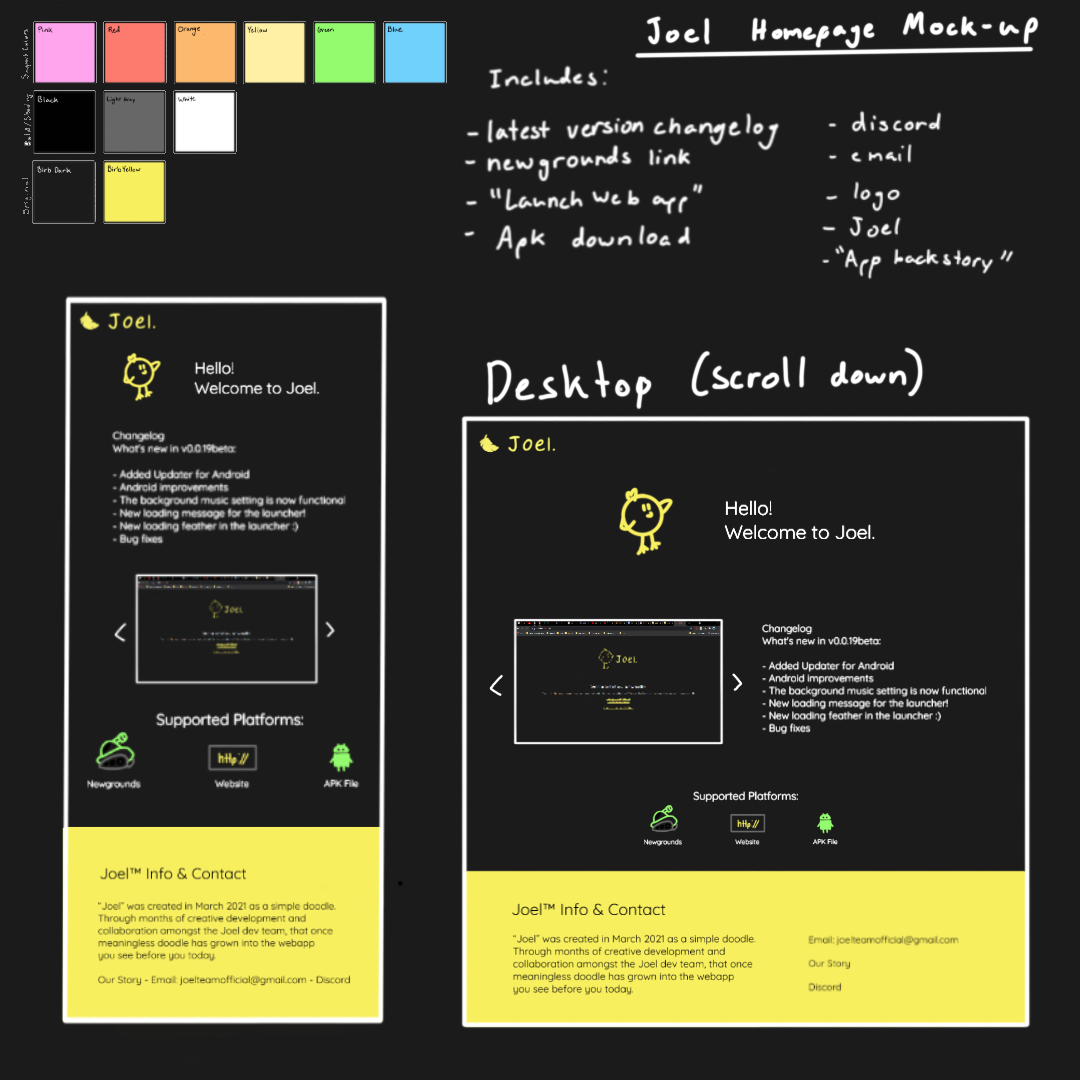 Joel Homepage Mock-up
Support Colors
Pink
Red
Orange
Yellow
Green
Blue
Bold/Shading
Black
Light Gray
White
Original
Birb Dark
Birb Yellow
Includes:
- latest version changelog
- newgrounds link
- "Launch web app"
- Apk download
- discord
- email
- logo
- Joel
- "App backstory"
Joel.
Hello!
Welcome to Joel.
Changelog
What's new in v0.0.19beta:
- Added Updater for Android
- Android improvements
- The background music setting is now functional
- New loading message for the launcher!
- New loading feather in the launcher :)
- Bug fixes
Joel.
Supported Platforms:
http://
Newgrounds
Website
APK File
Joel™ Info & Contact
"Joel" was created in March 2021 as a simple doodle.
Through months of creative development and
collaboration amongst the Joel dev team, that once
meaningless doodle has grown into the webapp
you see before you today.
Our Story - Email: joelteamofficial@gmail.com - Discord
Desktop (scroll down)
Joel.
Hello!
Welcome to Joel.
Joel.
Changelog
What's new in v0.0.19beta:
- Added Updater for Android
- Android improvements
- The background music setting is now functional
- New loading message for the launcher!
- New loading feather in the launcher :)
- Bug fixes
Supported Platforms:
http://
Newgrounds
Website
APK File
Joel™ Info & Contact
"Joel" was created in March 2021 as a simple doodle.
Through months of creative development and
collaboration amongst the Joel dev team, that once
meaningless doodle has grown into the webapp
you see before you today.
Email: joelteamofficial@gmail.com
Our Story
Discord